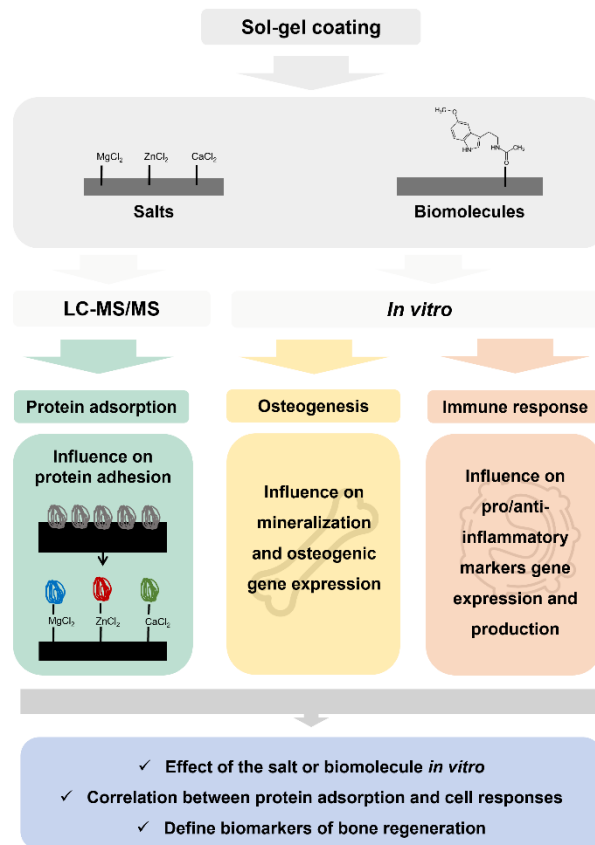 Sol-gel coating
MgCl₂
ZnCl₂
CaCl₂
Salts
H₃C
O
HN
NH
CH₃
O
Biomolecules
LC-MS/MS
In vitro
Protein adsorption
Osteogenesis
Immune response
Influence on
protein adhesion
MgCl₂
ZnCl₂
CaCl₂
Influence on
mineralization
and osteogenic
gene expression
Influence on
pro/anti-
inflammatory
markers gene
expression and
production
✓ Effect of the salt or biomolecule in vitro
✓ Correlation between protein adsorption and cell responses
✓ Define biomarkers of bone regeneration